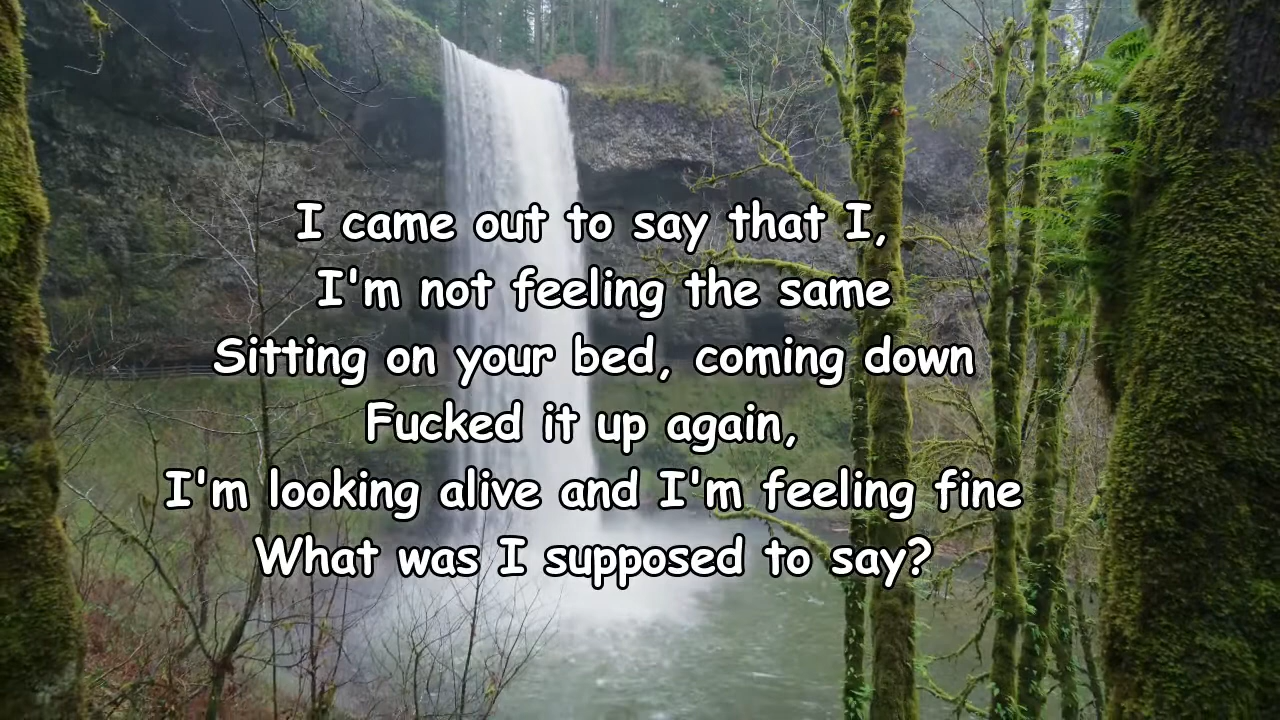 I came out to say that I,
I'm not feeling the same
Sitting on your bed, coming down
Fucked it up again,
I'm looking alive and I'm feeling fine
What was I supposed to say?